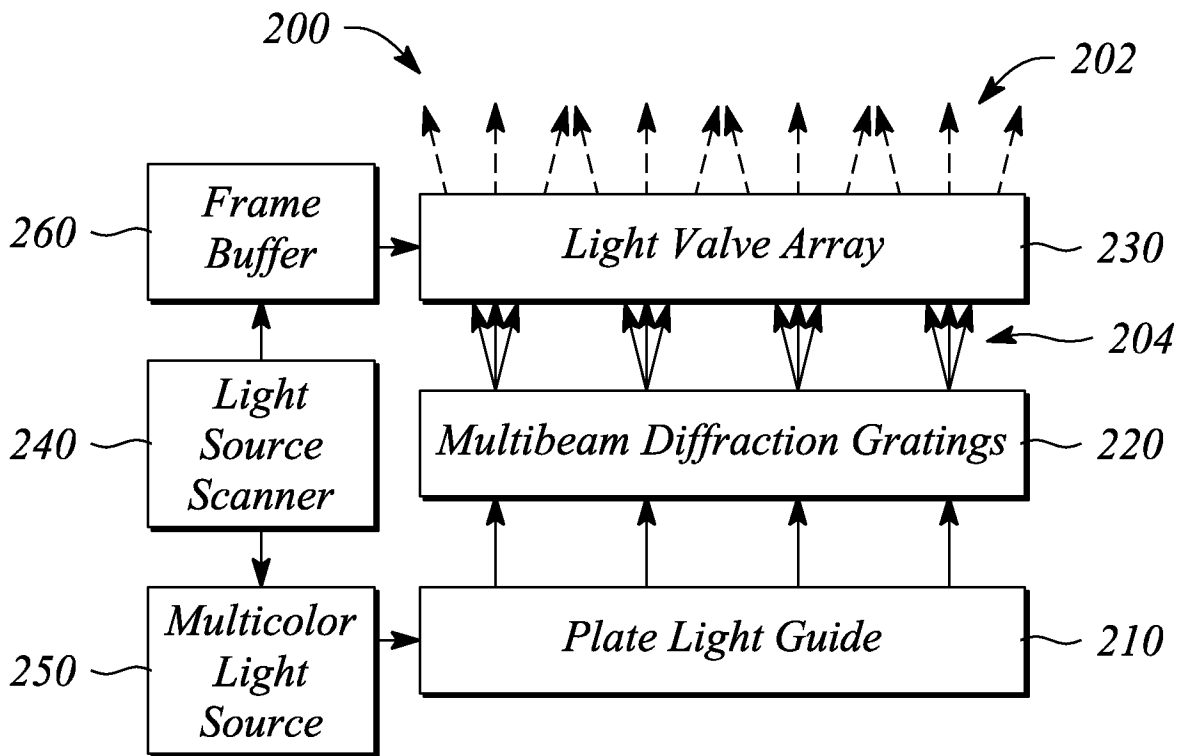 200
202
260
Frame
Buffer
Light Valve Array
230
204
240
Light
Source
Scanner
Multibeam Diffraction Gratings
220
250
Multicolor
Light
Source
Plate Light Guide
210